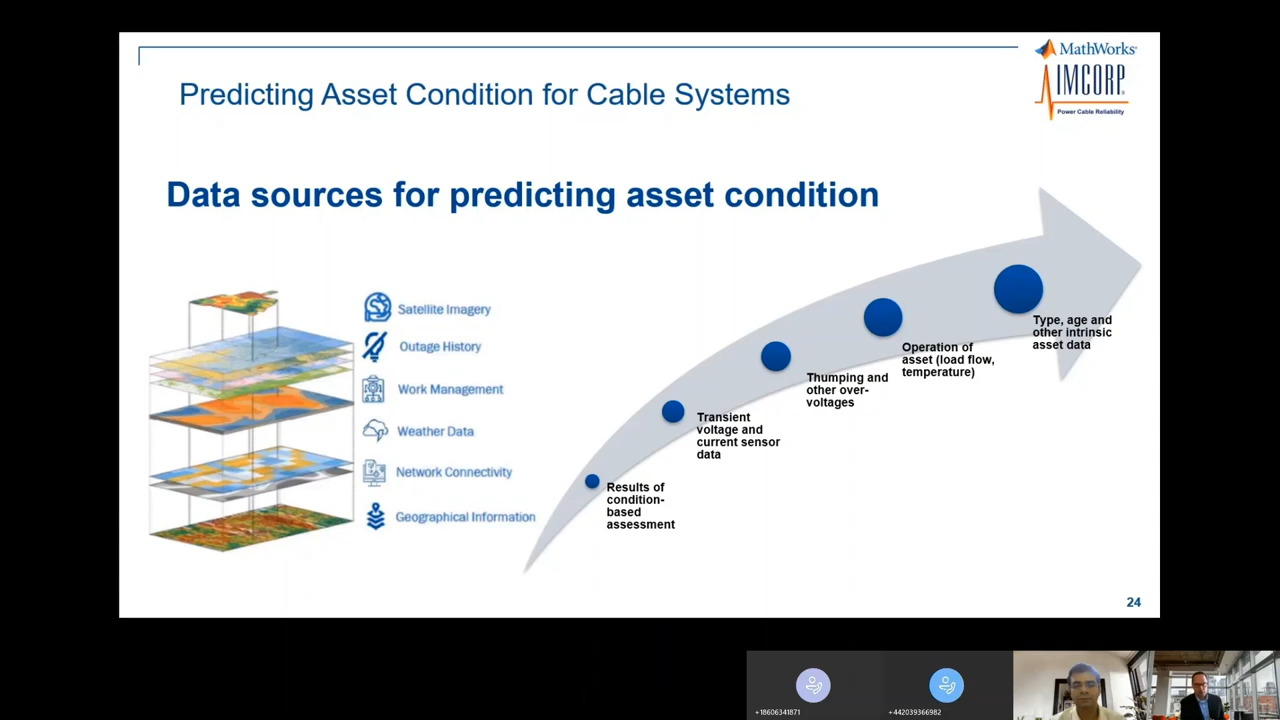 MathWorks®
IMCORP®
Power Cable Reliability
Predicting Asset Condition for Cable Systems
Data sources for predicting asset condition
Satellite Imagery
Outage History
Work Management
Weather Data
Network Connectivity
Geographical Information
Results of
condition-
based
assessment
Transient
voltage and
current sensor
data
Thumping and
other over-
voltages
Operation of
asset (load flow,
temperature)
Type, age and
other intrinsic
asset data
24
+18606341871
+442039366982